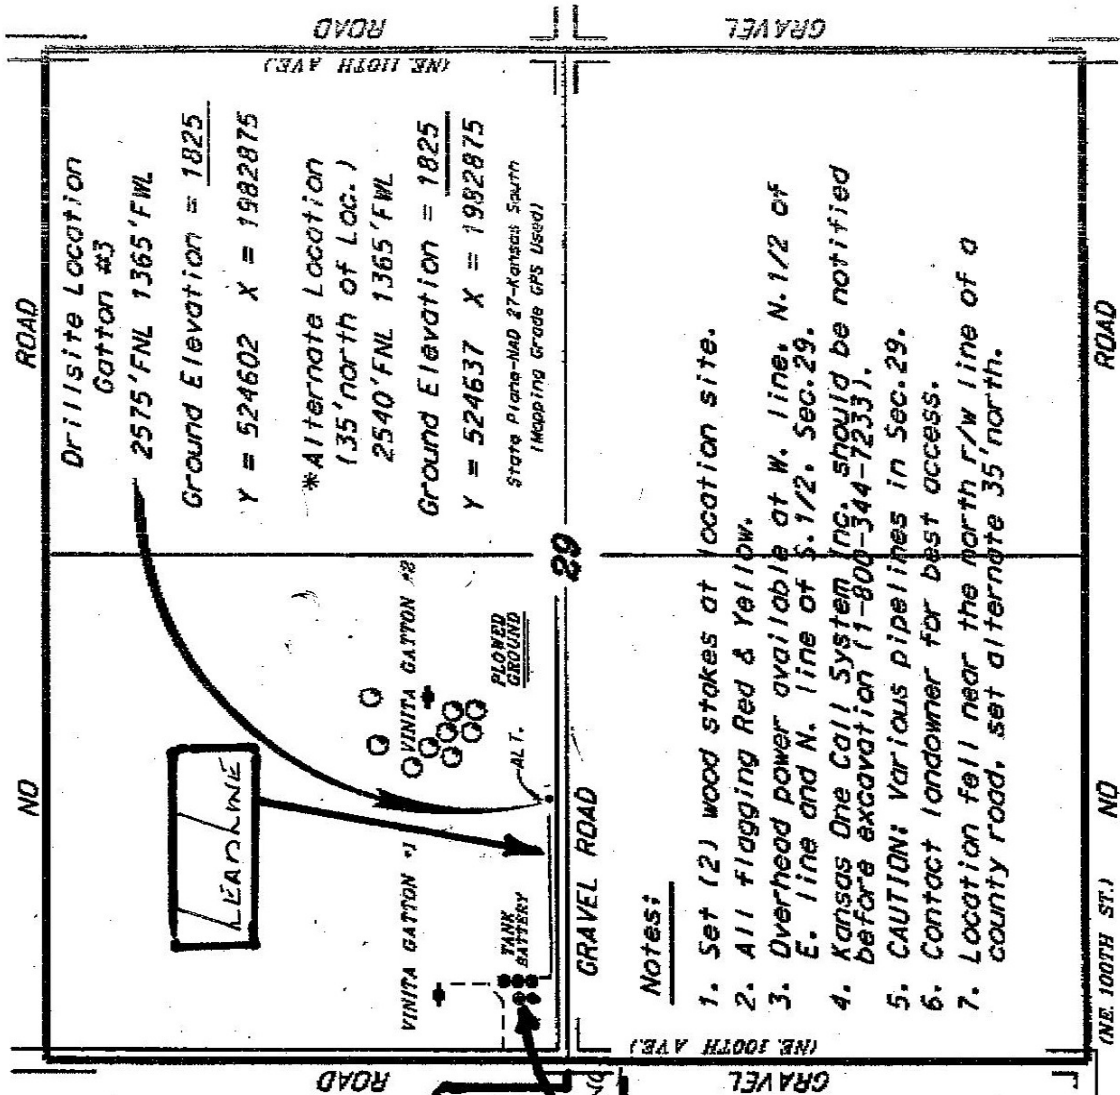 NO
ROAD
ROAD
GRAVEL
(NE 110TH AVE.)
Drillsite Location
Gatton #3
2575'FNL 1365'FWL
Ground Elevation = 1825
Y = 524602 X = 1982875
*Alternate Location
(35'north of Loc.)
2540'FNL 1365'FWL
Ground Elevation = 1825
Y = 524637 X = 1982875
State Plane-NAD 27-Kansas South
(Mapping Grade GPS Used)
LEAD LINE
VINITA GATTON #1
VINITA GATTON #2
TANK
BATTERY
ALT.
PLOWED
GROUND
GRAVEL ROAD
29
Notes:
1. Set (2) wood stakes at location site.
2. All flagging Red & Yellow.
3. Overhead power available at W. line, N.1/2 of
E. line and N. line of S.1/2. Sec.29.
4. Kansas One Call System Inc. should be notified
before excavation (1-800-344-7233).
5. CAUTION: Various pipelines in Sec.29.
6. Contact landowner for best access.
7. Location fell near the north r/w line of a
county road, set alternate 35'north.
ROAD
GRAVEL
(NE. 100TH AVE.)
(NE. 100TH ST.)
NO
ROAD